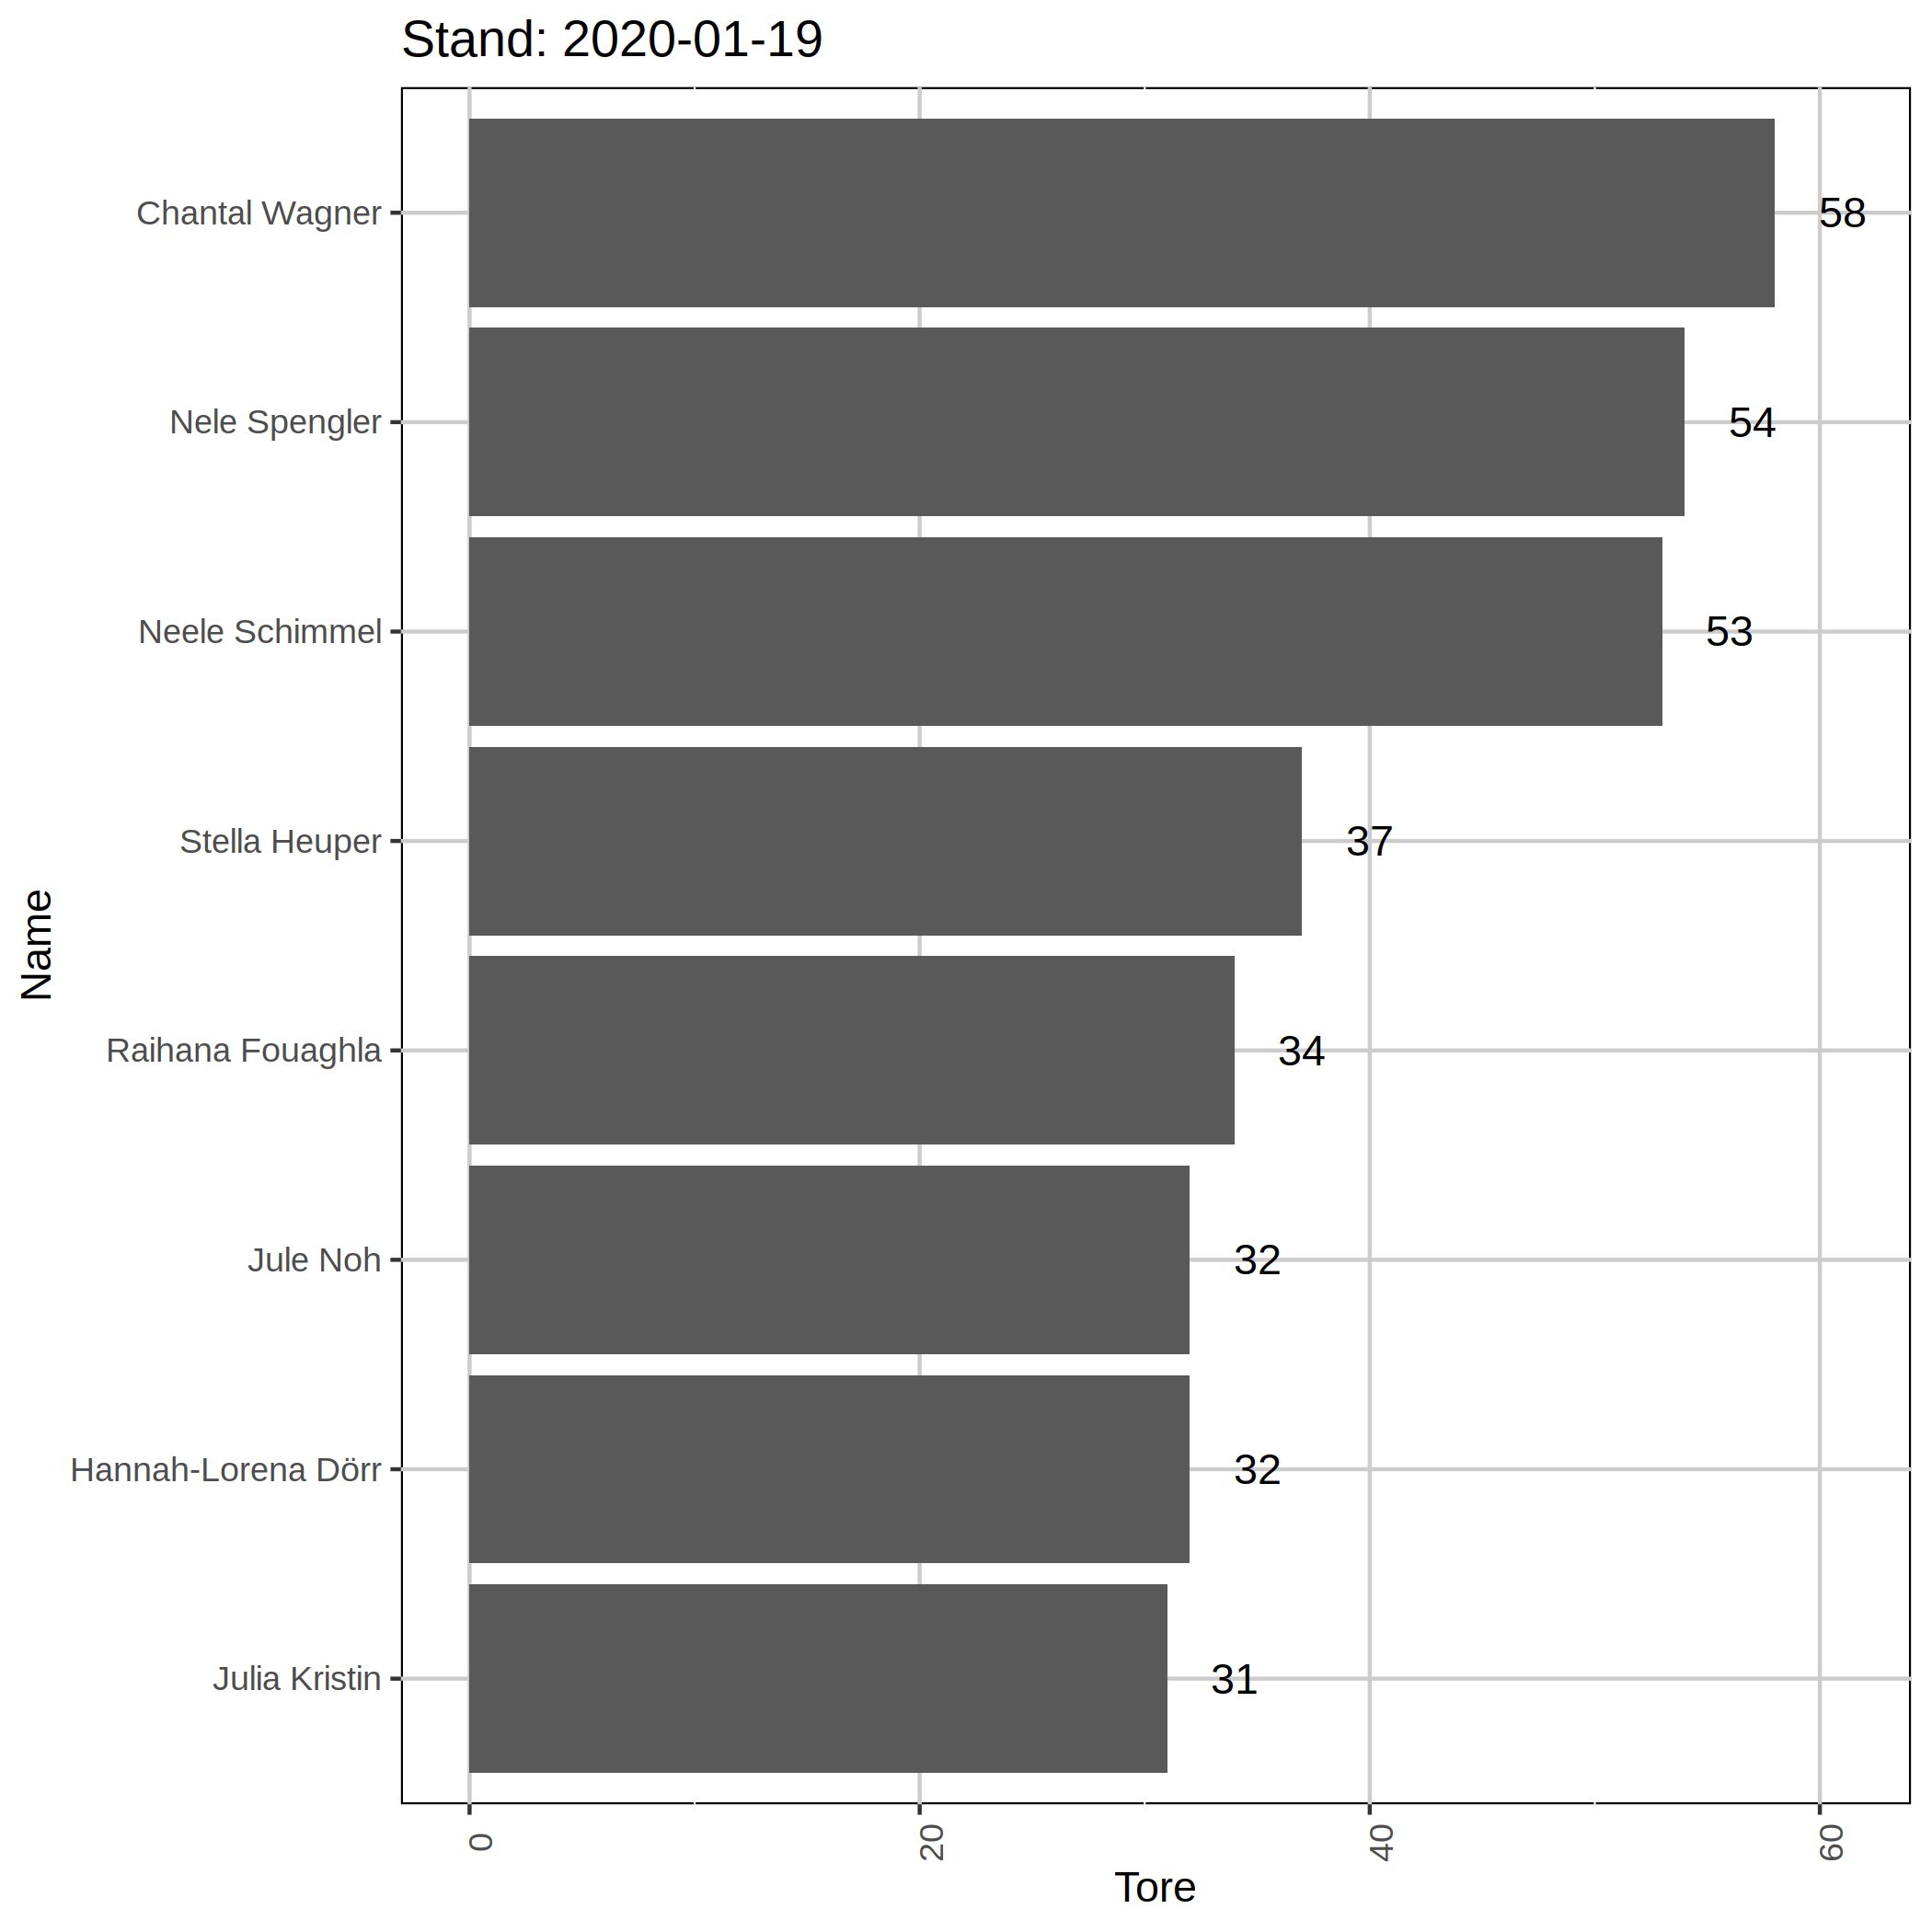 Stand: 2020-01-19
Name
Chantal Wagner 58
Nele Spengler 54
Neele Schimmel 53
Stella Heuper 37
Raihana Fouaghla 34
Jule Noh 32
Hannah-Lorena Dörr 32
Julia Kristin 31
0 20 40 60
Tore